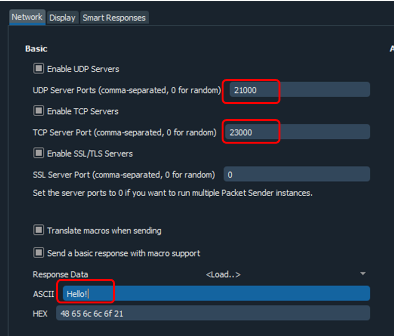 Network Display Smart Responses
Basic
Enable UDP Servers
UDP Server Ports (comma-separated, 0 for random) 21000
Enable TCP Servers
TCP Server Port (comma-separated, 0 for random) 23000
Enable SSL/TLS Servers
SSL Server Port (comma-separated, 0 for random) 0
Set the server ports to 0 if you want to run multiple Packet Sender instances.
Translate macros when sending
Send a basic response with macro support
Response Data <Load..>
ASCII Hello!
HEX 48 65 6c 6c 6f 21